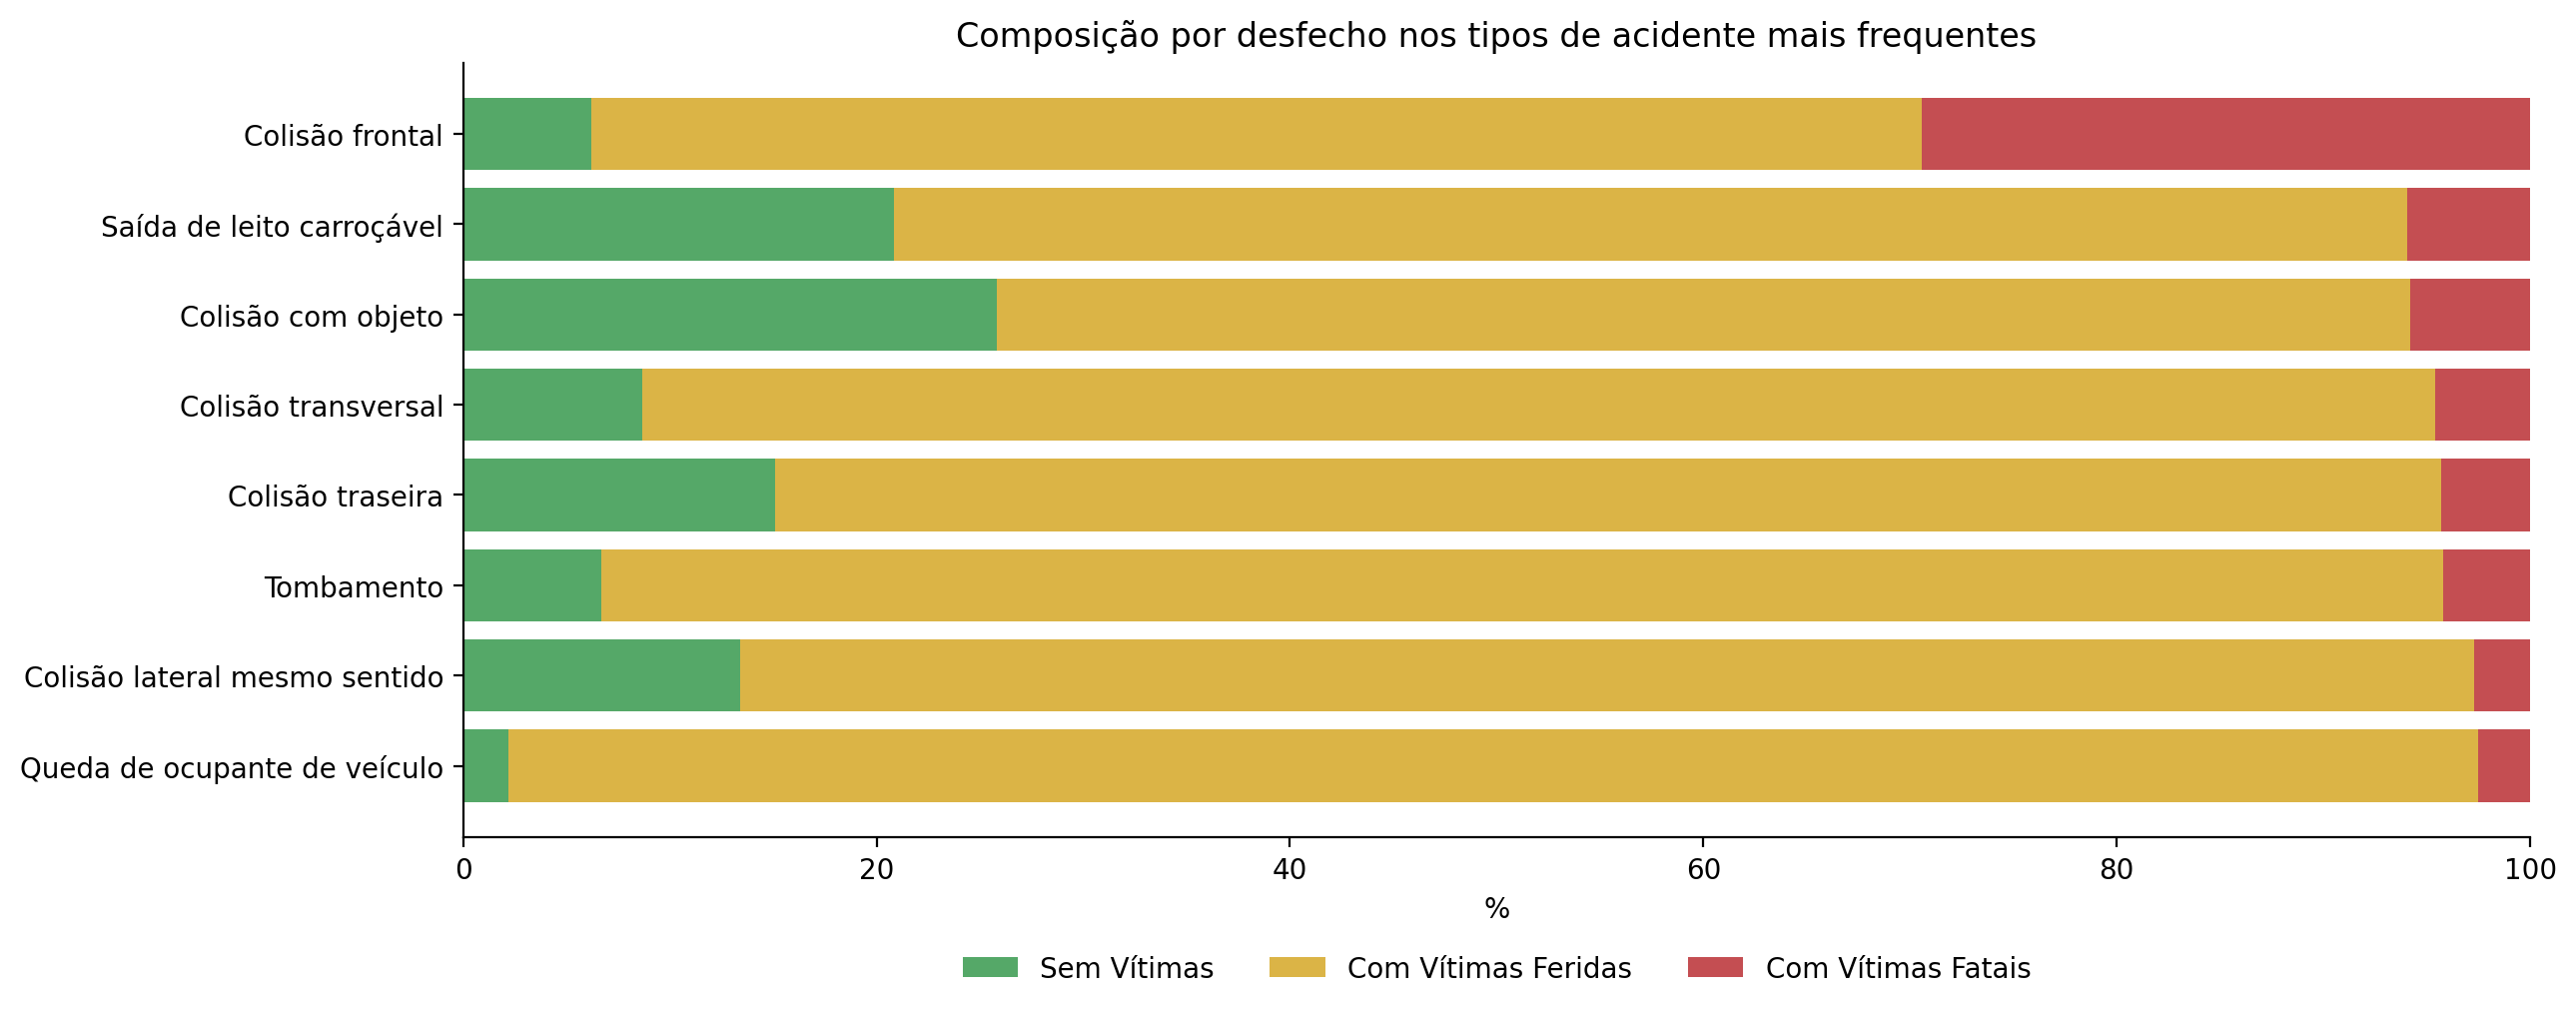 Composição por desfecho nos tipos de acidente mais frequentes
Colisão frontal
Saída de leito carroçável
Colisão com objeto
Colisão transversal
Colisão traseira
Tombamento
Colisão lateral mesmo sentido
Queda de ocupante de veículo
0 20 40 60 80 100
%
Sem Vítimas Com Vítimas Feridas Com Vítimas Fatais